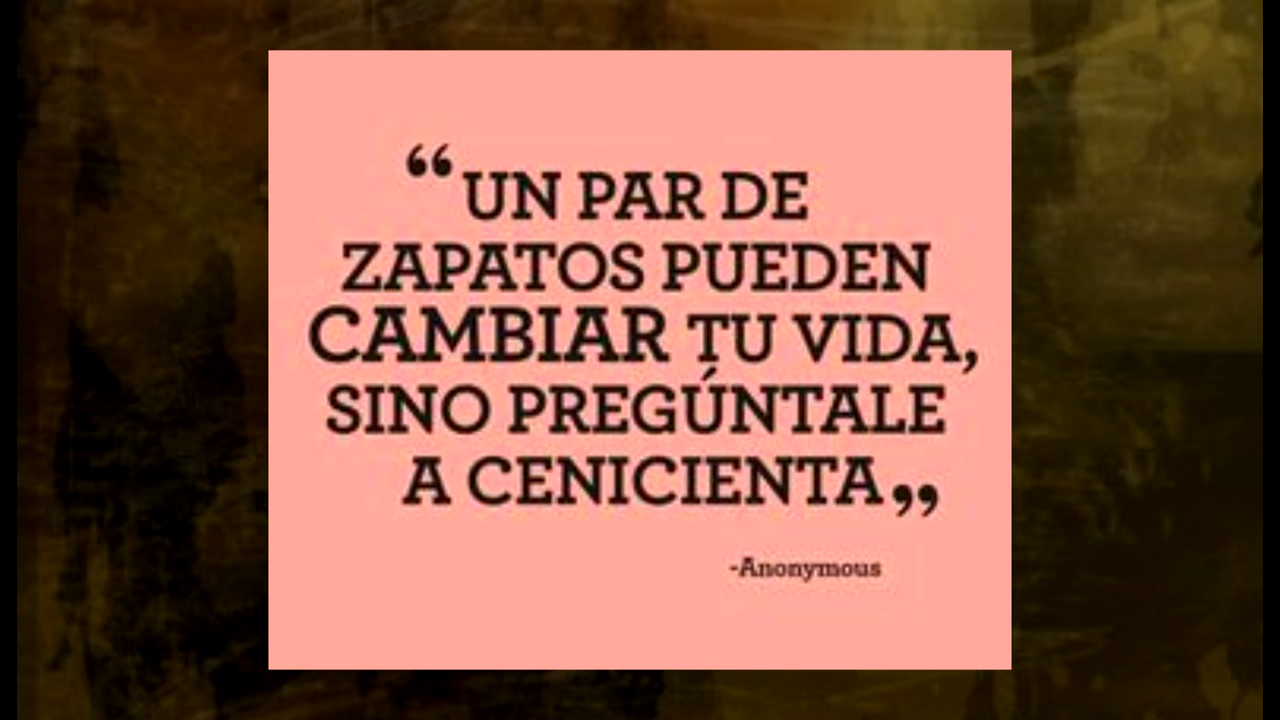 “UN PAR DE
ZAPATOS PUEDEN
CAMBIAR TU VIDA,
SINO PREGÚNTALE
A CENICIENTA”
-Anonymous